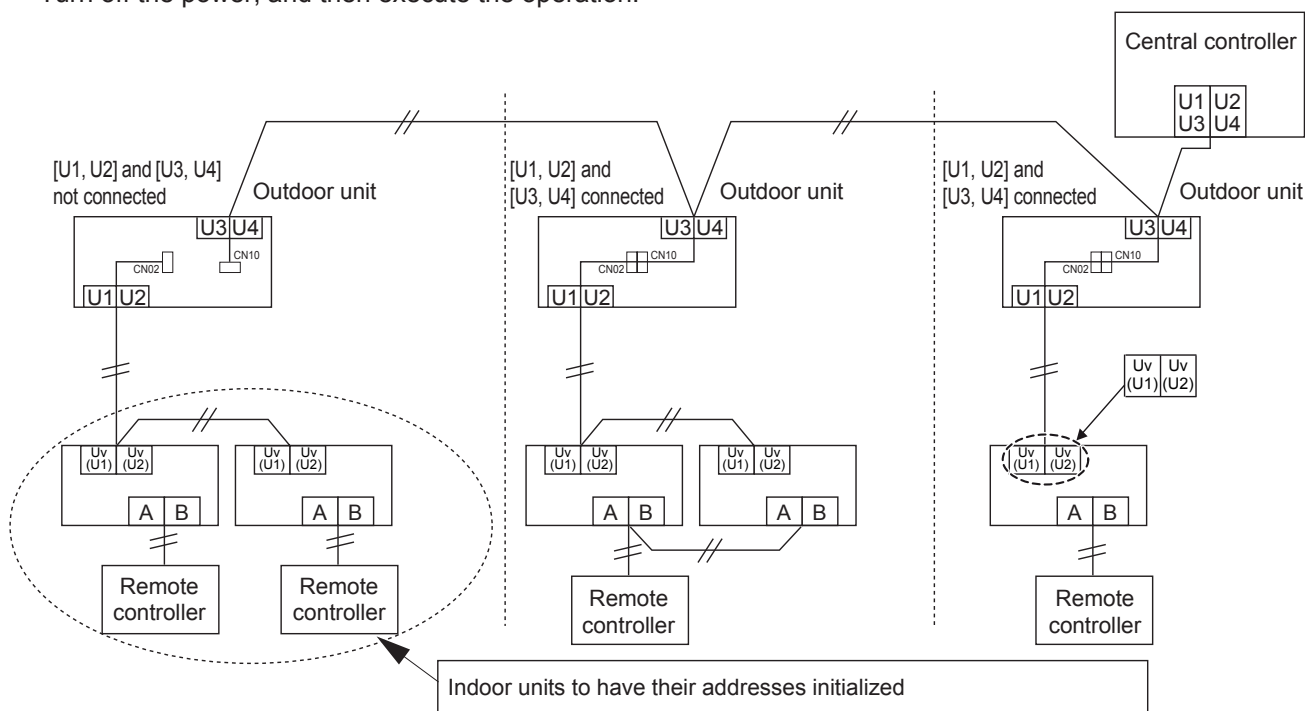 Turn off the power, and then execute the operation.
Central controller
U1 U2
U3 U4
[U1, U2] and [U3, U4]
not connected
Outdoor unit
U3 U4
CN02
CN10
U1 U2
[U1, U2] and
[U3, U4] connected
Outdoor unit
U3 U4
CN02
CN10
U1 U2
[U1, U2] and
[U3, U4] connected
Outdoor unit
U3 U4
CN02
CN10
U1 U2
Uv Uv
(U1) (U2)
Uv Uv
(U1) (U2)
A B
Remote
controller
Uv Uv
(U1) (U2)
A B
Remote
controller
Uv Uv
(U1) (U2)
A B
Remote
controller
Uv Uv
(U1) (U2)
A B
Uv Uv
(U1) (U2)
A B
Remote
controller
Indoor units to have their addresses initialized